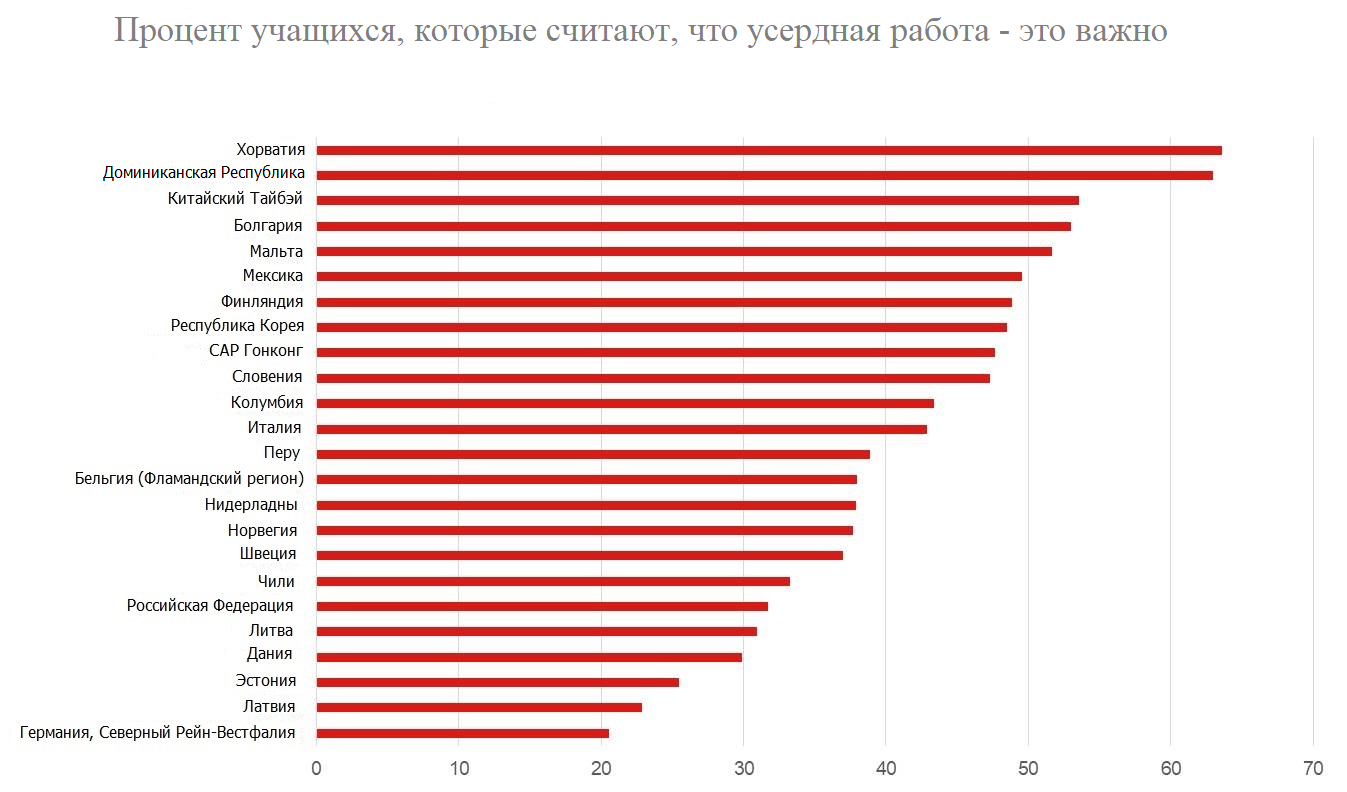 Процент учащихся, которые считают, что усердная работа - это важно
Хорватия
Доминиканская Республика
Китайский Тайбэй
Болгария
Мальта
Мексика
Финляндия
Республика Корея
САР Гонконг
Словения
Колумбия
Италия
Перу
Бельгия (Фламандский регион)
Нидерладны
Норвегия
Швеция
Чили
Российская Федерация
Литва
Дания
Эстония
Латвия
Германия, Северный Рейн-Вестфалия
0 10 20 30 40 50 60 70